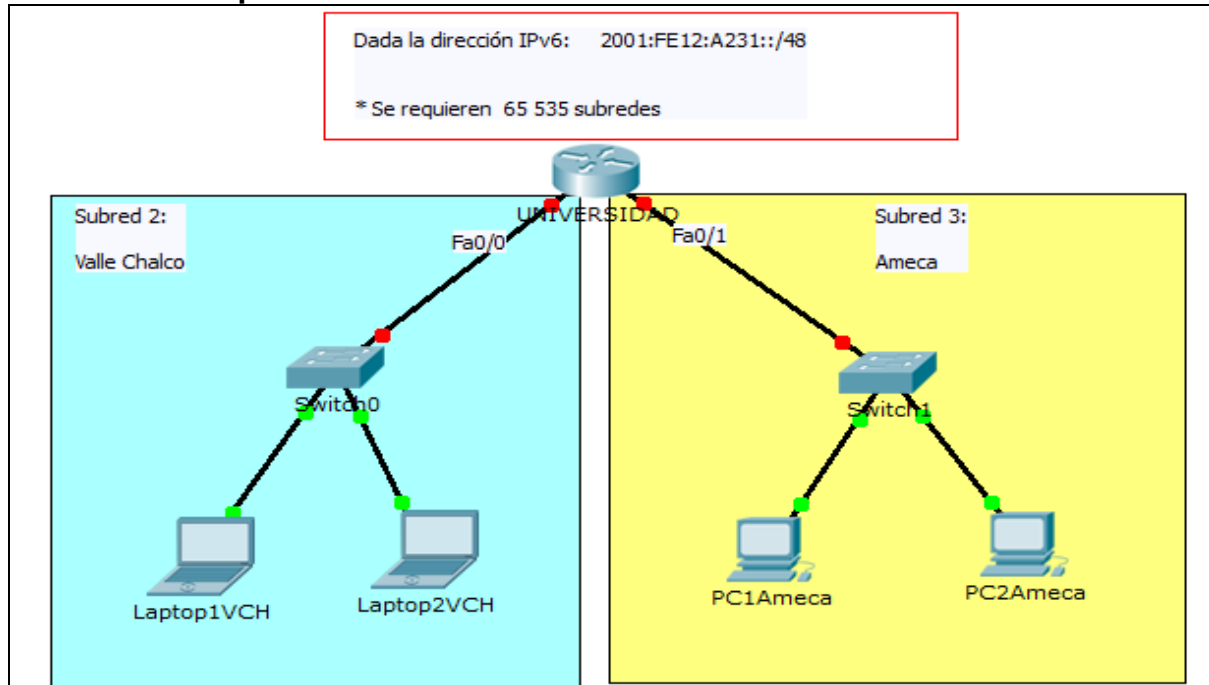 Dada la dirección IPv6: 2001:FE12:A231::/48
* Se requieren 65 535 subredes
UNIVERSIDAD
Subred 2:
Valle Chalco
Fa0/0
Fa0/1
Subred 3:
Ameca
Switch0
Switch1
Laptop1VCH
Laptop2VCH
PC1Ameca
PC2Ameca